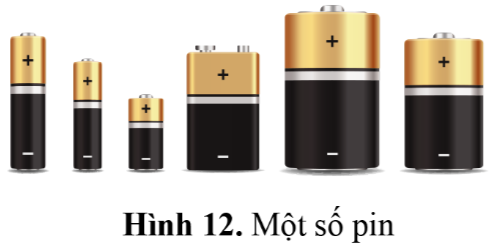 + + + + + +
− − − − − −
Hình 12. Một số pin